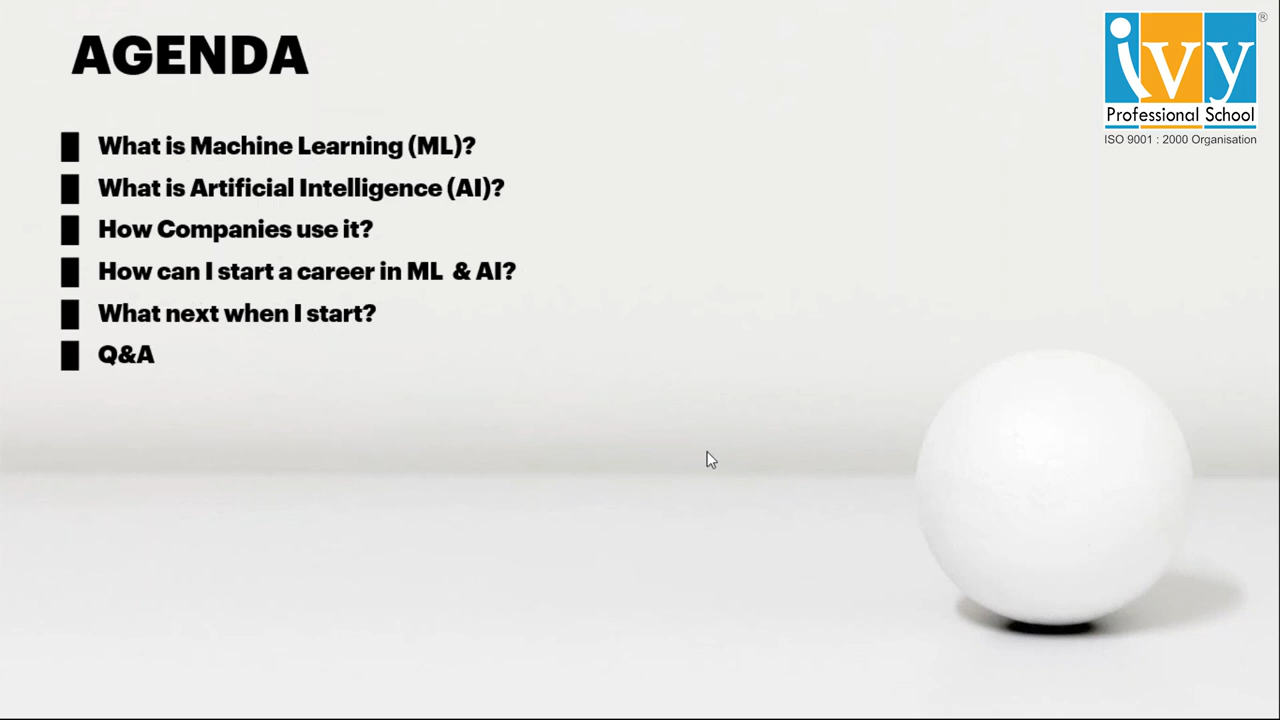 AGENDA
What is Machine Learning (ML)?
What is Artificial Intelligence (AI)?
How Companies use it?
How can I start a career in ML & AI?
What next when I start?
Q&A
ivy ®
Professional School
ISO 9001 : 2000 Organisation